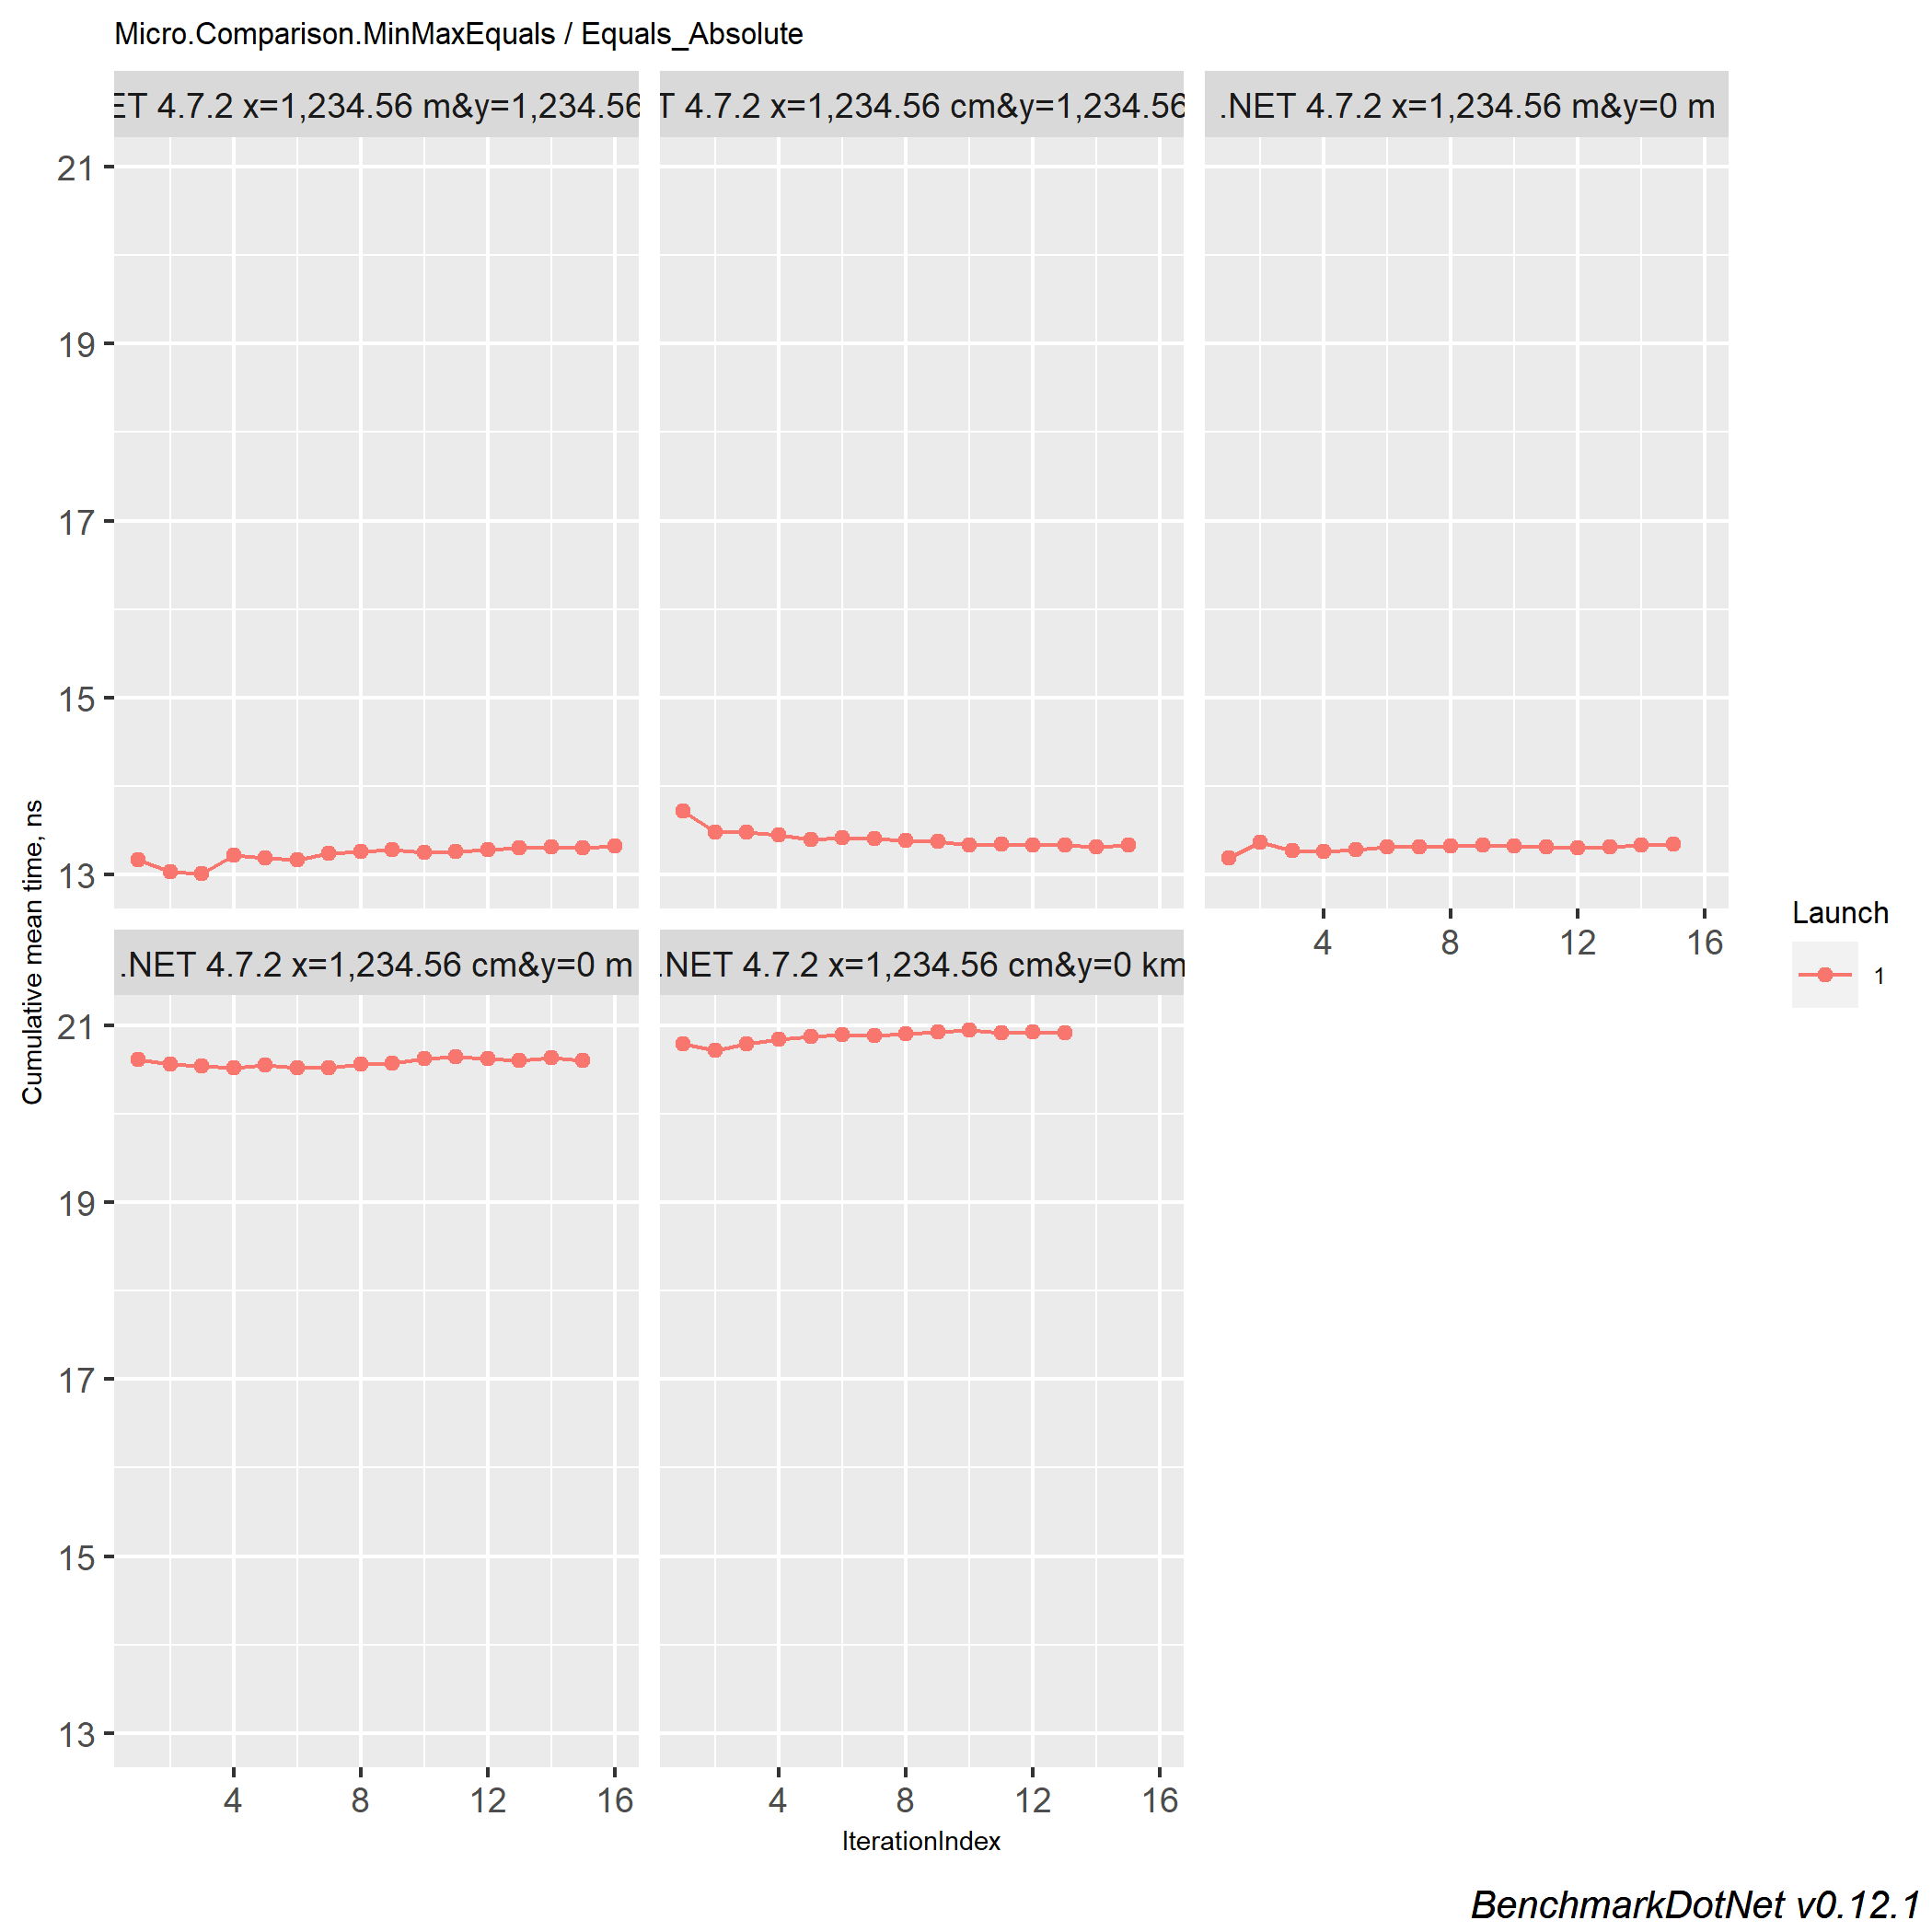 Micro.Comparison.MinMaxEquals / Equals_Absolute
ET 4.7.2 x=1,234.56 m&y=1,234.56
T 4.7.2 x=1,234.56 cm&y=1,234.56
.NET 4.7.2 x=1,234.56 m&y=0 m
21
19
17
15
13
4 8 12 16
Cumulative mean time, ns
Launch
1
.NET 4.7.2 x=1,234.56 cm&y=0 m
.NET 4.7.2 x=1,234.56 cm&y=0 km
21
19
17
15
13
4 8 12 16
4 8 12 16
IterationIndex
BenchmarkDotNet v0.12.1